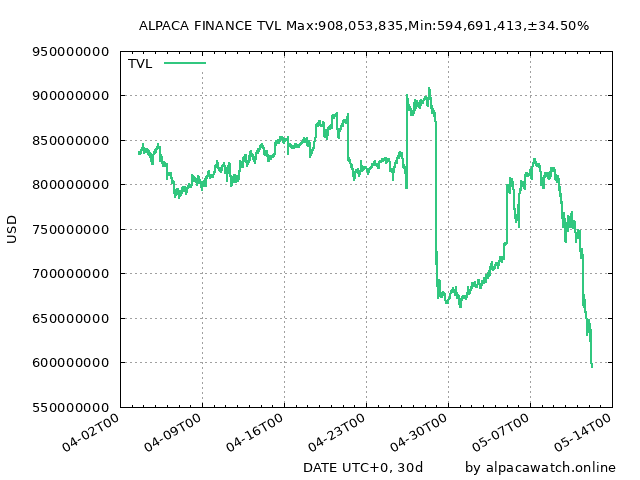 ALPACA FINANCE TVL Max:908,053,835,Min:594,691,413,±34.50%
TVL
950000000
900000000
850000000
800000000
750000000
700000000
650000000
600000000
550000000
USD
04-02T00
04-09T00
04-16T00
04-23T00
04-30T00
05-07T00
05-14T00
DATE UTC+0, 30d
by alpacawatch.online